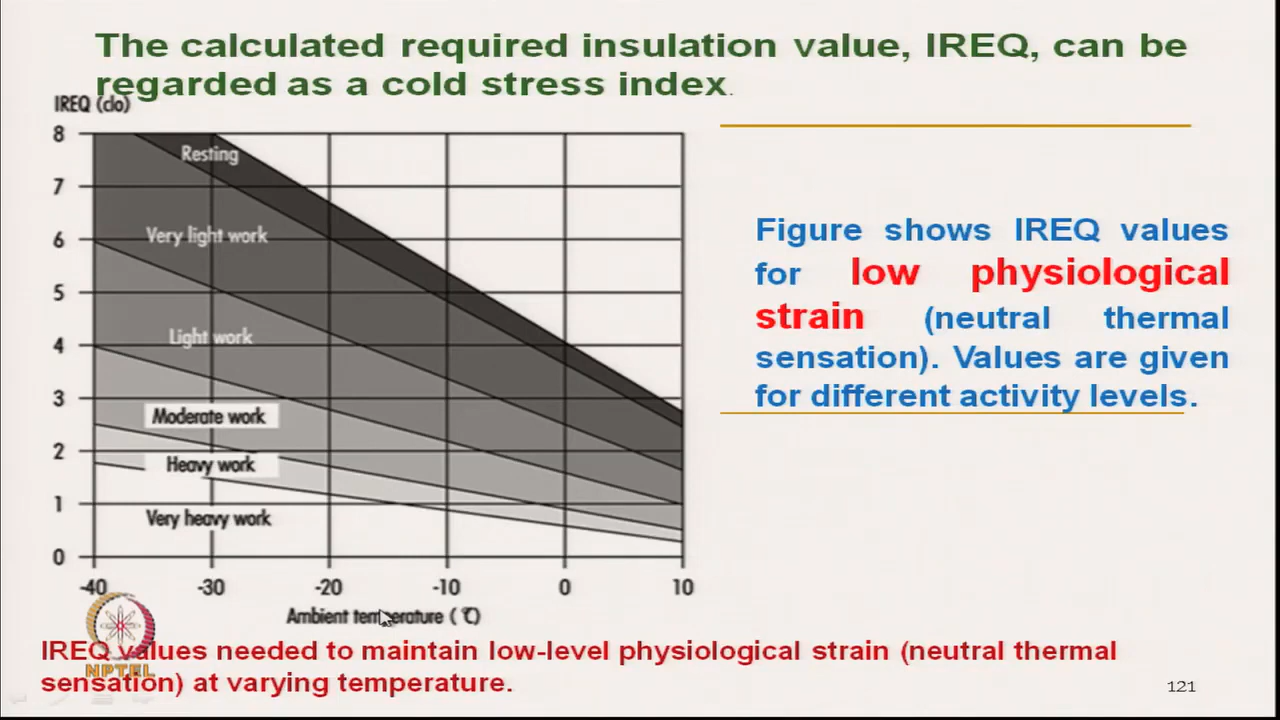 The calculated required insulation value, IREQ, can be
regarded as a cold stress index.
IREQ (clo)
8
7
6
5
4
3
2
1
0
Resting
Very light work
Light work
Moderate work
Heavy work
Very heavy work
-40 -30 -20 -10 0 10
Ambient temperature (℃)
Figure shows IREQ values
for low physiological
strain (neutral thermal
sensation). Values are given
for different activity levels.
IREQ values needed to maintain low-level physiological strain (neutral thermal
sensation) at varying temperature.
NPTEL
121